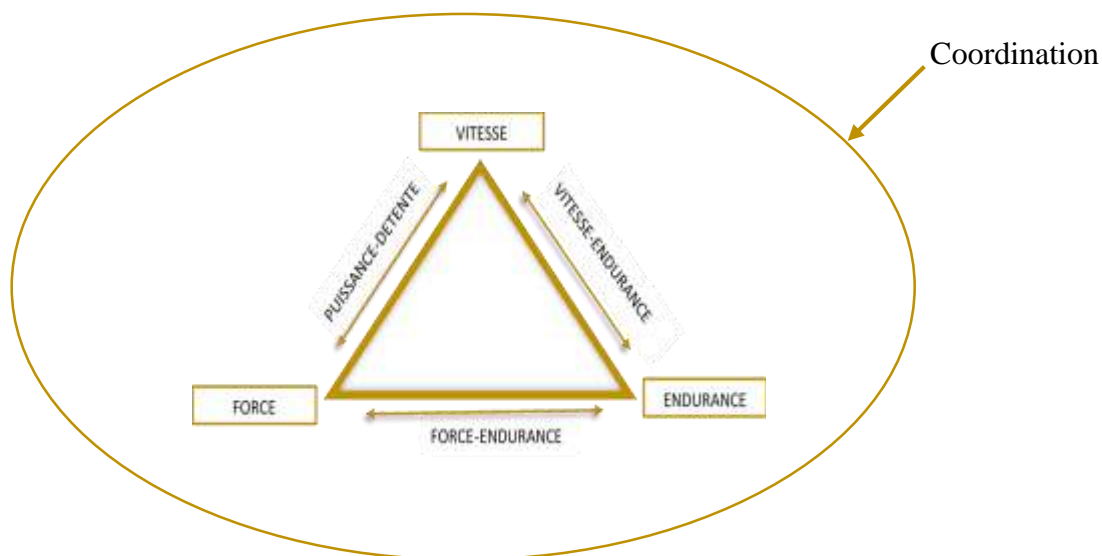 Coordination
VITESSE
PUISSANCE-DETENTE
VITESSE-ENDURANCE
FORCE
ENDURANCE
FORCE-ENDURANCE